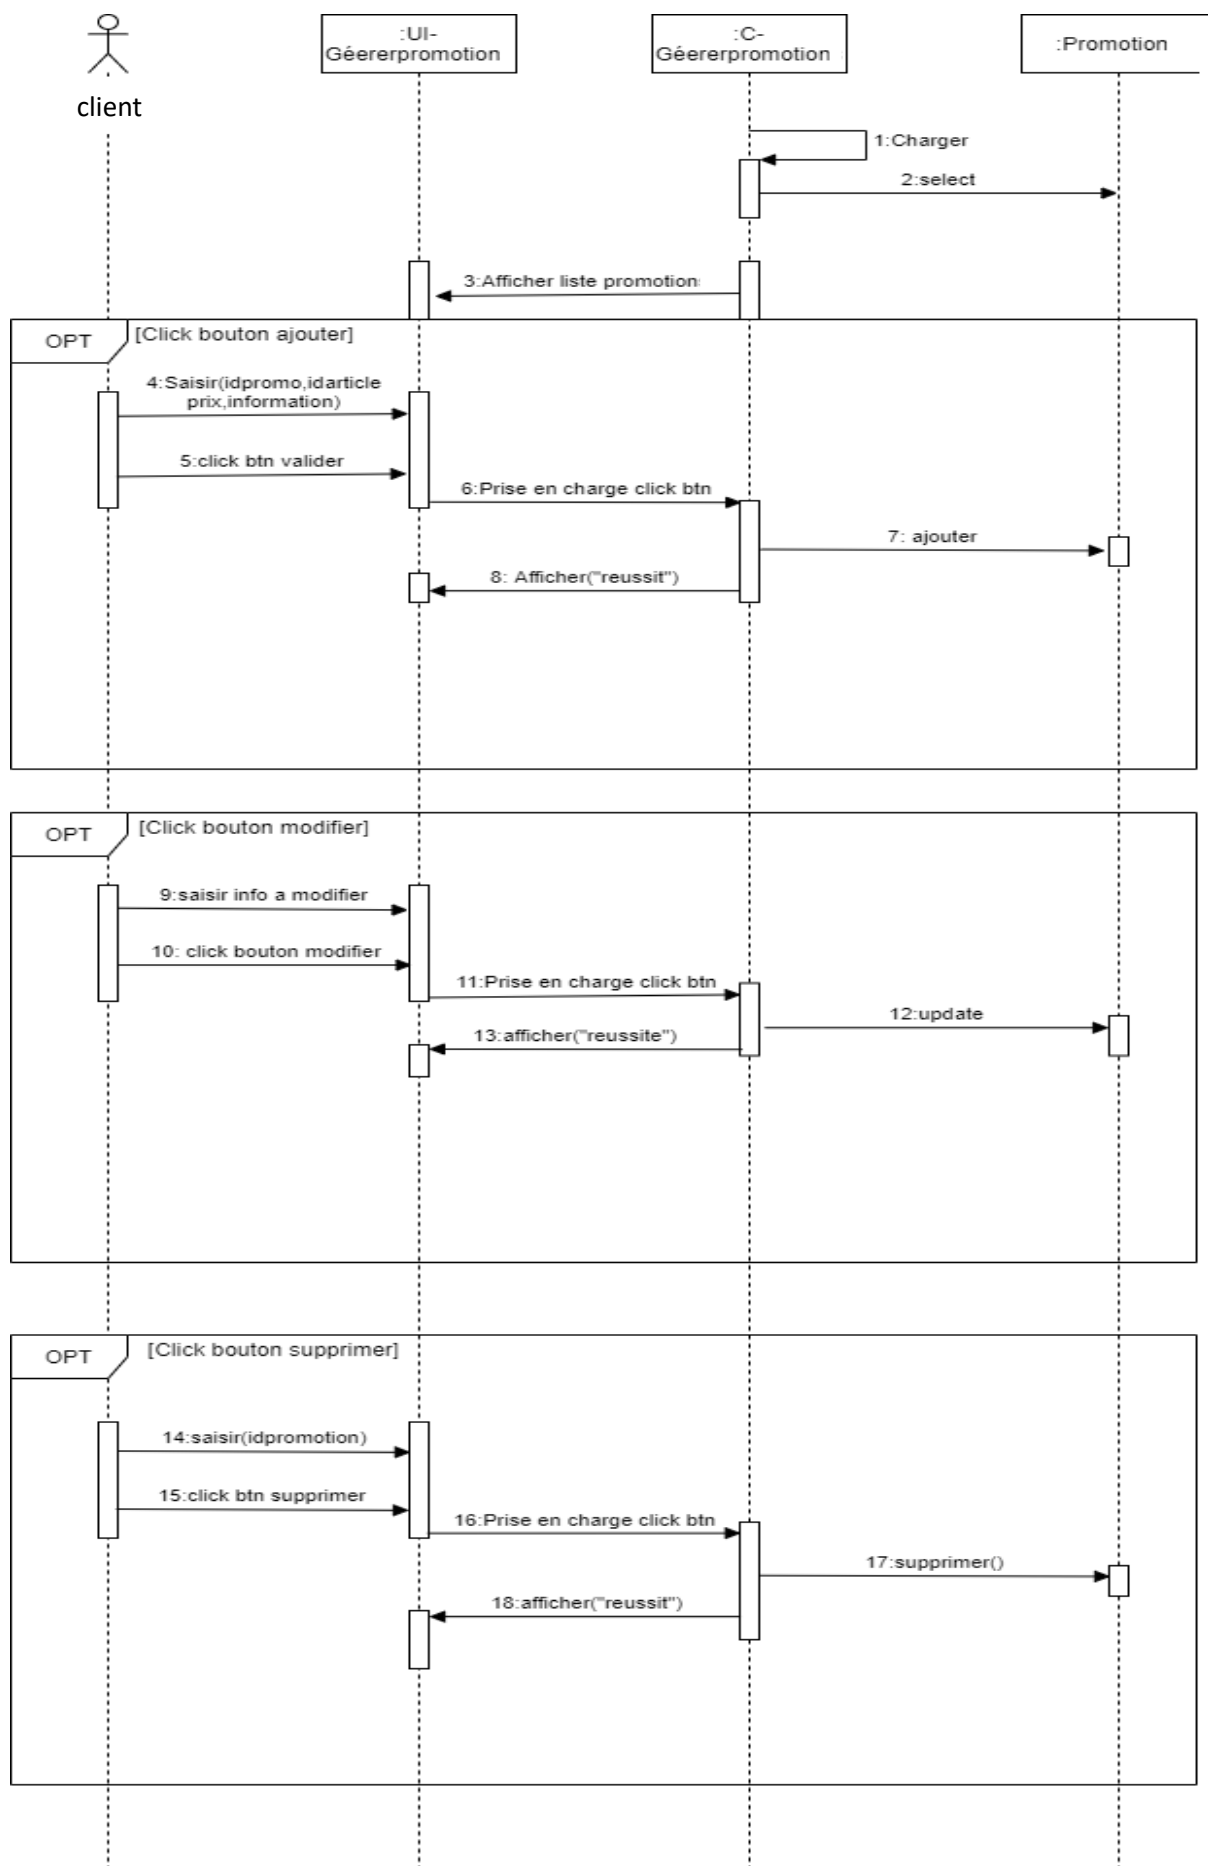 :UI-
Géererpromotion
:C-
Géererpromotion
:Promotion
client
1:Charger
2:select
3:Afficher liste promotion
OPT
[Click bouton ajouter]
4:Saisir(idpromo,idarticle
prix,information)
5:click btn valider
6:Prise en charge click btn
7: ajouter
8: Afficher("reussit")
OPT
[Click bouton modifier]
9:saisir info a modifier
10: click bouton modifier
11:Prise en charge click btn
12:update
13:afficher("reussite")
OPT
[Click bouton supprimer]
14:saisir(idpromotion)
15:click btn supprimer
16:Prise en charge click btn
17:supprimer()
18:afficher("reussit")